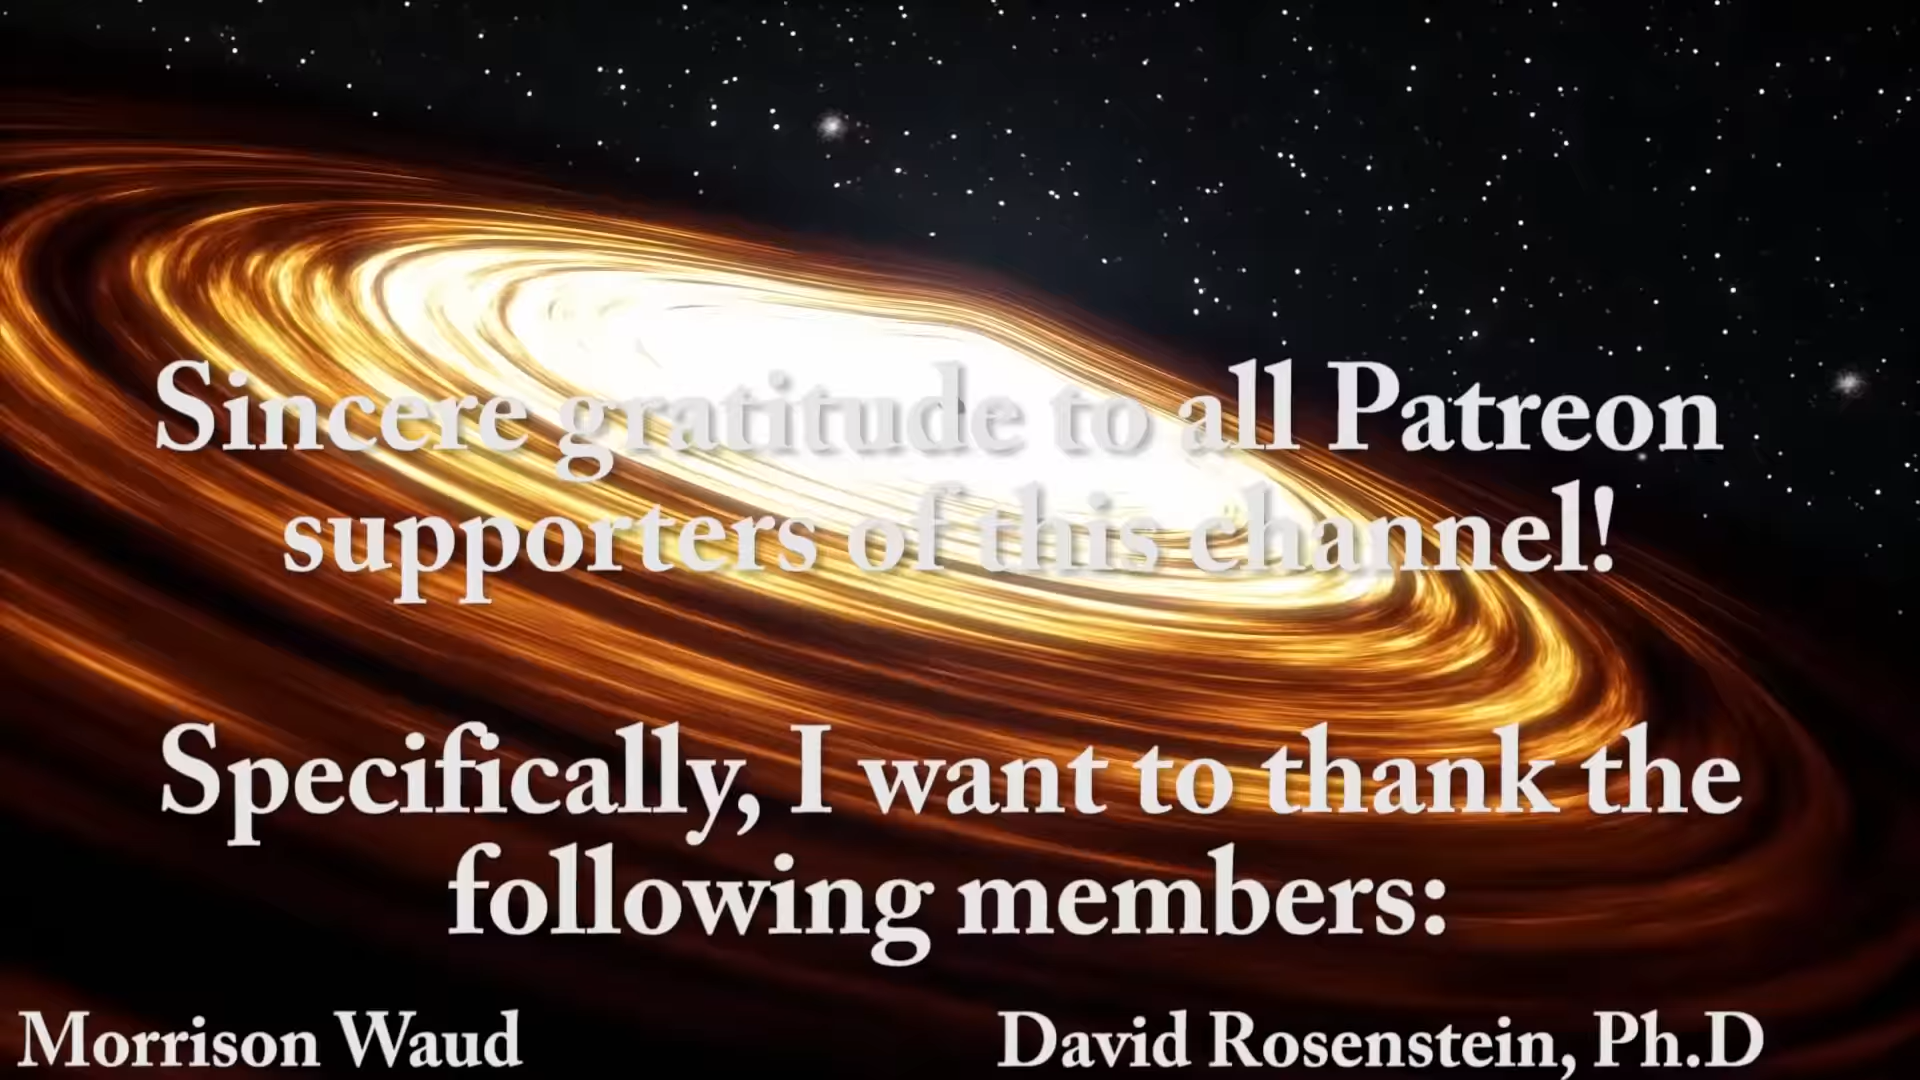 Sincere gratitude to all Patreon
supporters of this channel!
Specifically, I want to thank the
following members:
Morrison Waud
David Rosenstein, Ph.D